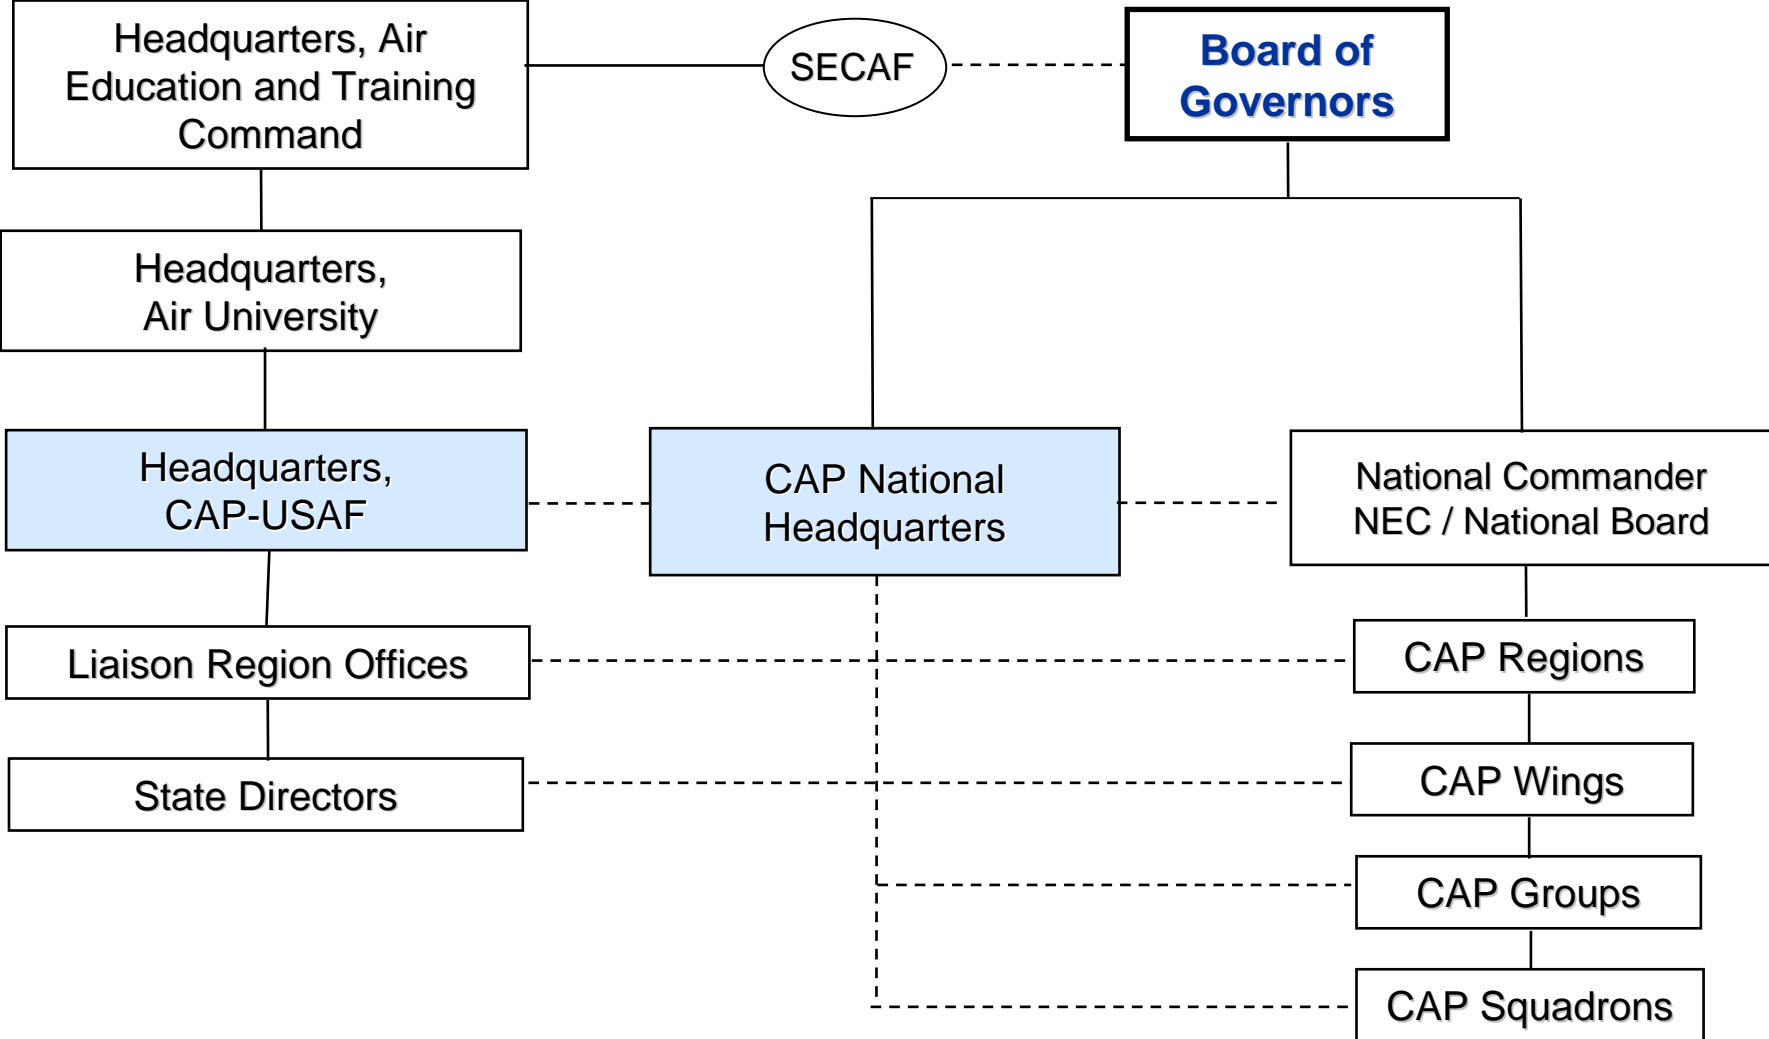 Headquarters, Air
Education and Training
Command
SECAF
Board of
Governors
Headquarters,
Air University
Headquarters,
CAP-USAF
CAP National
Headquarters
National Commander
NEC / National Board
Liaison Region Offices
CAP Regions
State Directors
CAP Wings
CAP Groups
CAP Squadrons